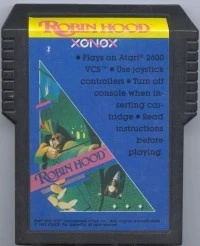 ROBIN HOOD
XONOX
• Plays on Atari® 2600
VCS™ • Use joystick
controllers • Turn off
console when in-
serting car-
tridge • Read
instructions
before
playing.
ROBIN HOOD